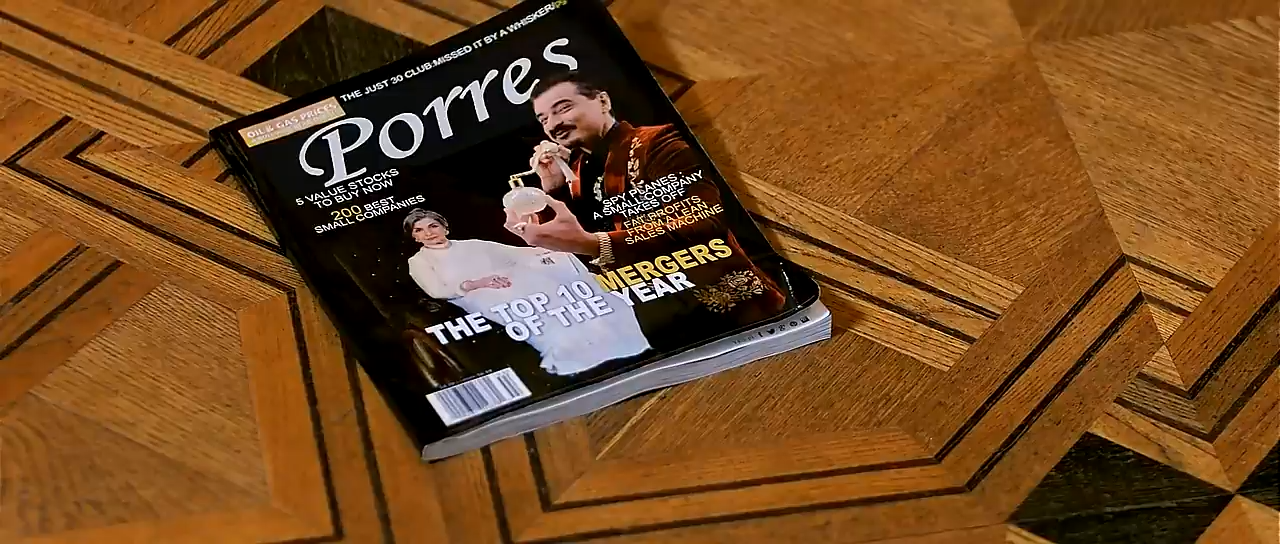 THE JUST 30 CLUB-MISSED IT BY A WHISKER
OIL & GAS PRICES
Porres
5 VALUE STOCKS
TO BUY NOW
200 BEST
SMALL COMPANIES
SPY PLANES
A SMALL COMPANY
TAKES OFF
FAT PROFITS
FROM A LEAN
SALES MACHINE
THE TOP 10 MERGERS
OF THE YEAR